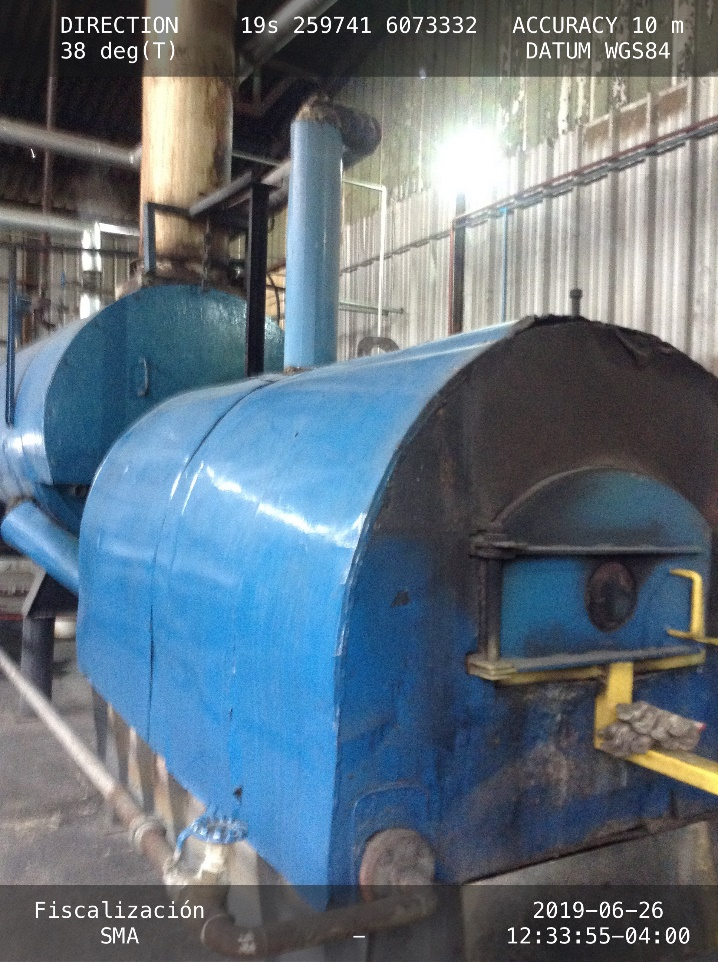 DIRECTION 19s 259741 6073332 ACCURACY 10 m
38 deg(T) DATUM WGS84
Fiscalización 2019-06-26
SMA - 12:33:55-04:00